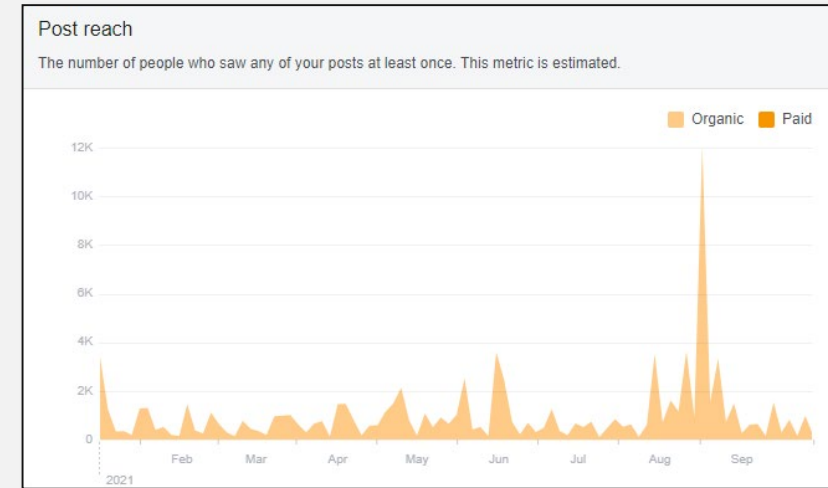 Post reach
The number of people who saw any of your posts at least once. This metric is estimated.
Organic Paid
12K
10K
8K
6K
4K
2K
0
Feb Mar Apr May Jun Jul Aug Sep
2021